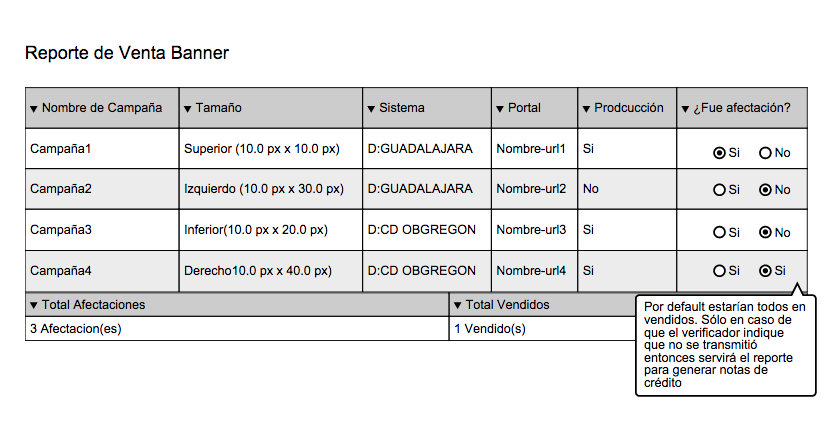 Reporte de Venta Banner
▼ Nombre de Campaña ▼ Tamaño ▼ Sistema ▼ Portal ▼ Prodcucción ▼ ¿Fue afectación?
Campaña1 Superior (10.0 px x 10.0 px) D:GUADALAJARA Nombre-url1 Si Si No
Campaña2 Izquierdo (10.0 px x 30.0 px) D:GUADALAJARA Nombre-url2 No Si No
Campaña3 Inferior(10.0 px x 20.0 px) D:CD OBGREGON Nombre-url3 Si Si No
Campaña4 Derecho10.0 px x 40.0 px) D:CD OBGREGON Nombre-url4 Si Si Si
▼ Total Afectaciones ▼ Total Vendidos
3 Afectacion(es) 1 Vendido(s)
Por default estarían todos en
vendidos. Sólo en caso de
que el verificador indique
que no se transmitió
entonces servirá el reporte
para generar notas de
crédito